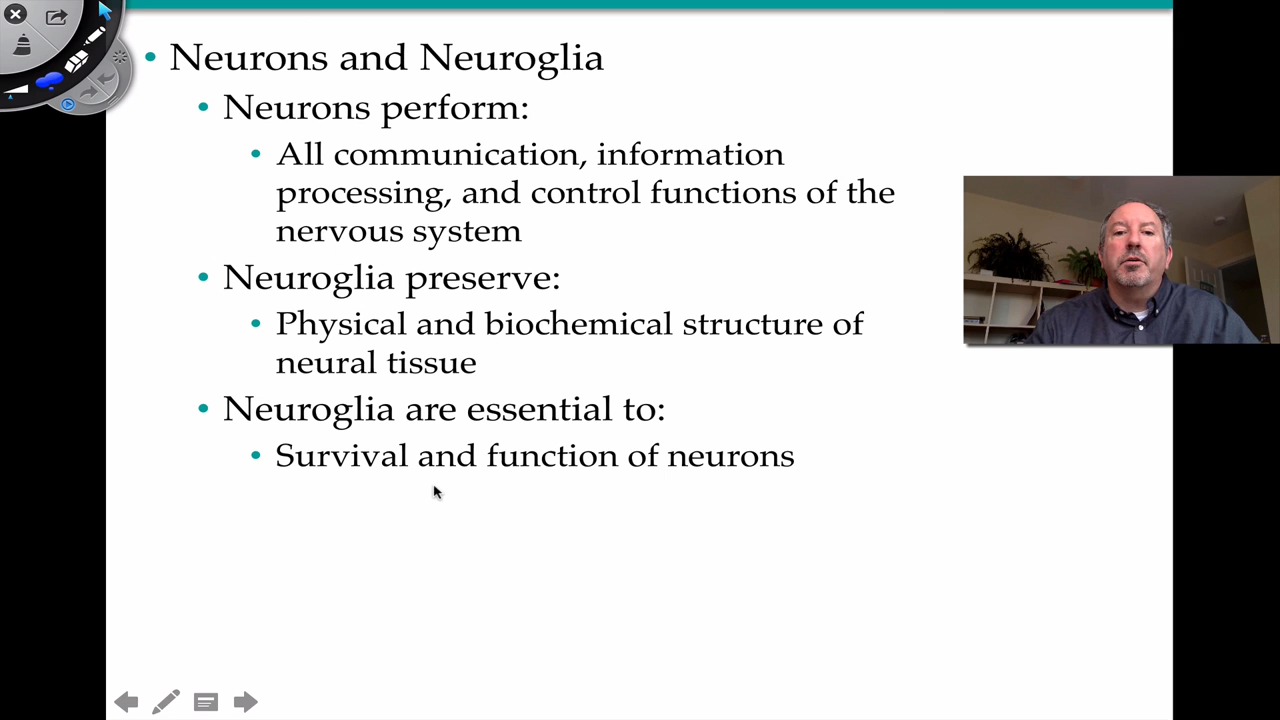 • Neurons and Neuroglia
• Neurons perform:
• All communication, information
processing, and control functions of the
nervous system
• Neuroglia preserve:
• Physical and biochemical structure of
neural tissue
• Neuroglia are essential to:
• Survival and function of neurons